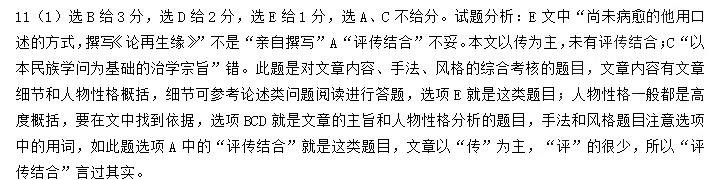 11（1）选 B 给 3 分，选 D 给 2 分，选 E 给 1 分，选 A、C 不给分。试题分析：E 文中“尚未病愈的他用口
述的方式，撰写《论再生缘》”不是“亲自撰写”A“评传结合”不妥。本文以传为主，未有评传结合；C“以
本民族学问为基础的治学宗旨”错。此题是对文章内容、手法、风格的综合考核的题目，文章内容有文章
细节和人物性格概括，细节可参考论述类问题阅读进行答题，选项 E 就是这类题目；人物性格一般都是高
度概括，要在文中找到依据，选项 BCD 就是文章的主旨和人物性格分析的题目，手法和风格题目注意选项
中的用词，如此题选项 A 中的“评传结合”就是这类题目，文章以“传”为主，“评”的很少，所以“评
传结合”言过其实。